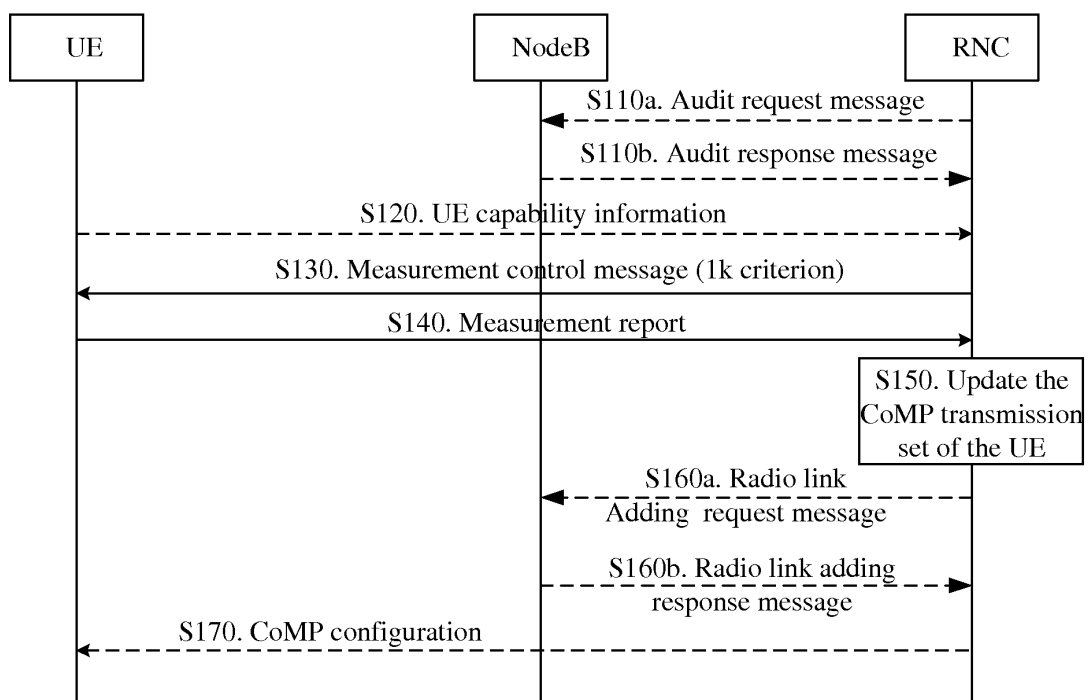 UE
NodeB
RNC
S110a. Audit request message
S110b. Audit response message
S120. UE capability information
S130. Measurement control message (1k criterion)
S140. Measurement report
S150. Update the
CoMP transmission
set of the UE
S160a. Radio link
Adding request message
S160b. Radio link adding
response message
S170. CoMP configuration